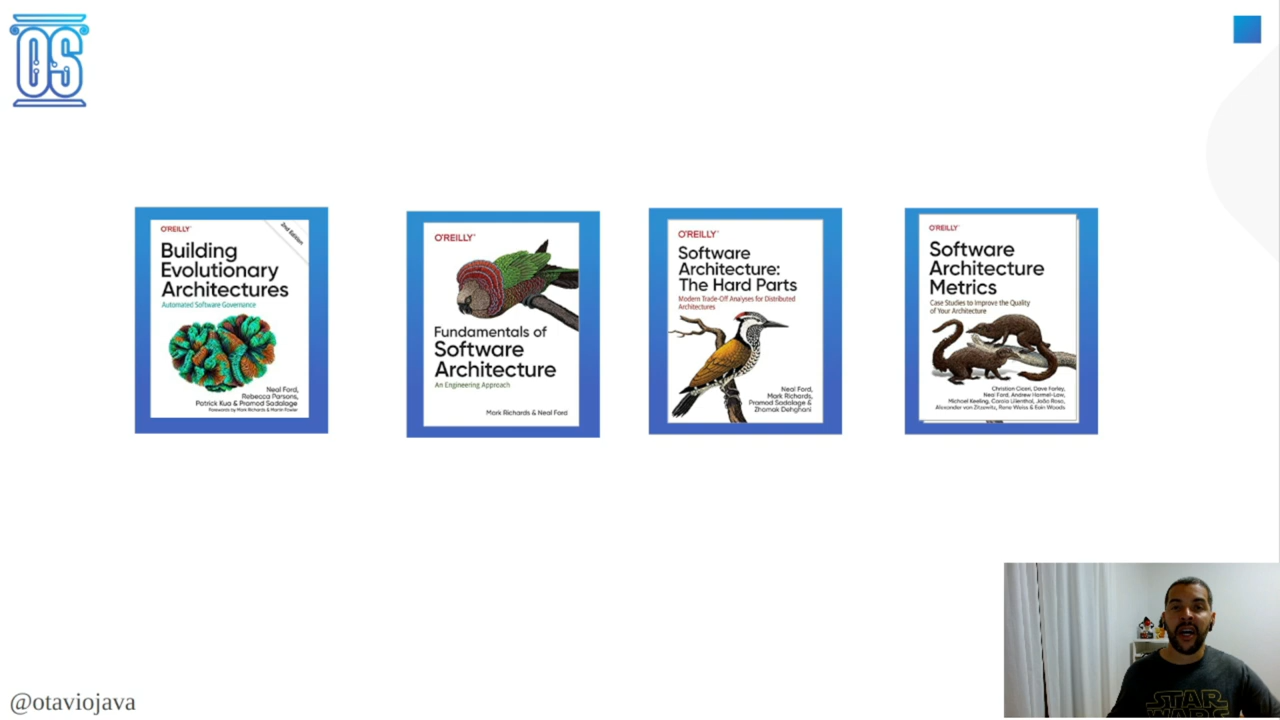 OS
O'REILLY
2nd Edition
Building
Evolutionary
Architectures
Automated Software Governance
Neal Ford,
Rebecca Parsons,
Patrick Kua & Pramod Sadalage
Forewords by Mark Richards & Martin Fowler
O'REILLY
Fundamentals of
Software
Architecture
An Engineering Approach
Mark Richards & Neal Ford
O'REILLY
Software
Architecture:
The Hard Parts
Modern Trade-Off Analyses for Distributed
Architectures
Neal Ford,
Mark Richards,
Pramod Sadalage &
Zhamak Dehghani
O'REILLY
Software
Architecture
Metrics
Case Studies to Improve the Quality
of Your Architecture
Christian Ciceri, Dave Farley,
Neal Ford, Andrew Harmel-Law,
Michael Keeling, Carola Lilienthal, João Rosa,
Alexander von Zitzewitz, Rene Weiss & Eoin Woods
STAR
WARS
@otaviojava